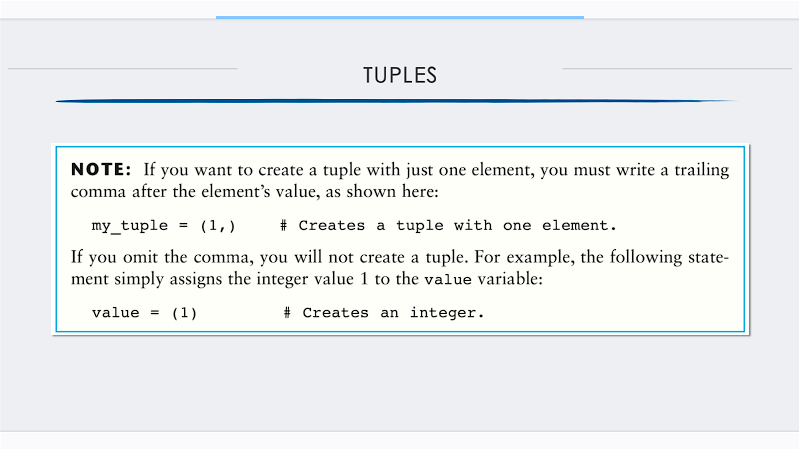 TUPLES
NOTE: If you want to create a tuple with just one element, you must write a trailing
comma after the element's value, as shown here:
my_tuple = (1,)    # Creates a tuple with one element.
If you omit the comma, you will not create a tuple. For example, the following state-
ment simply assigns the integer value 1 to the value variable:
value = (1)    # Creates an integer.